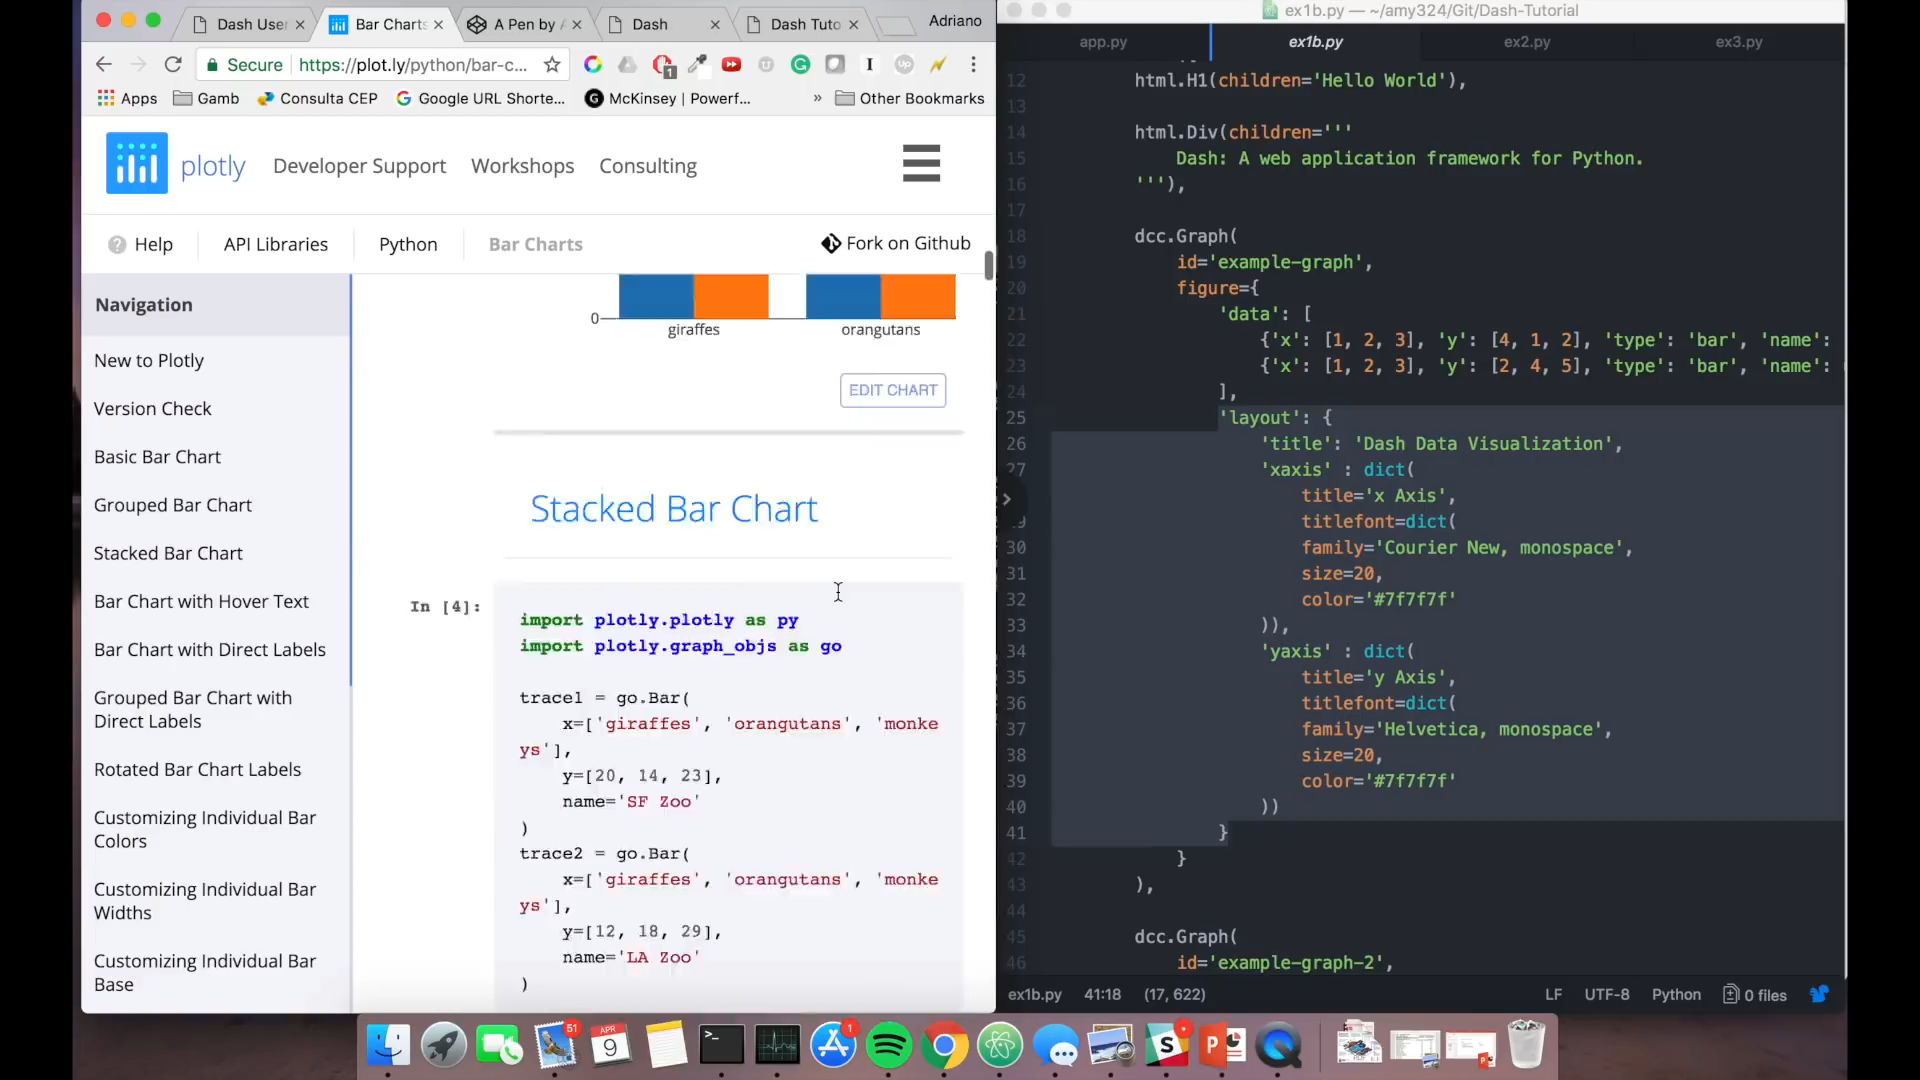 Dash User
Bar Charts
A Pen by
Dash
Dash Tuto
Adriano
Secure
https://plot.ly/python/bar-c...
Apps
Gamb
Consulta CEP
Google URL Shorte...
McKinsey | Powerf...
»
Other Bookmarks
plotly
Developer Support
Workshops
Consulting
Help
API Libraries
Python
Bar Charts
Fork on Github
Navigation
New to Plotly
Version Check
Basic Bar Chart
Grouped Bar Chart
Stacked Bar Chart
Bar Chart with Hover Text
Bar Chart with Direct Labels
Grouped Bar Chart with
Direct Labels
Rotated Bar Chart Labels
Customizing Individual Bar
Colors
Customizing Individual Bar
Widths
Customizing Individual Bar
Base
0
giraffes
orangutans
EDIT CHART
Stacked Bar Chart
In [4]:
import plotly.plotly as py
import plotly.graph_objs as go
trace1 = go.Bar(
x=['giraffes', 'orangutans', 'monke
ys'],
y=[20, 14, 23],
name='SF Zoo'
)
trace2 = go.Bar(
x=['giraffes', 'orangutans', 'monke
ys'],
y=[12, 18, 29],
name='LA Zoo'
)
ex1b.py — ~/amy324/Git/Dash-Tutorial
app.py
ex1b.py
ex2.py
ex3.py
12 html.H1(children='Hello World'),
13
14 html.Div(children='''
15 Dash: A web application framework for Python.
16 '''),
17
18 dcc.Graph(
19 id='example-graph',
20 figure={
21 'data': [
22 {'x': [1, 2, 3], 'y': [4, 1, 2], 'type': 'bar', 'name':
23 {'x': [1, 2, 3], 'y': [2, 4, 5], 'type': 'bar', 'name':
24 ],
25 'layout': {
26 'title': 'Dash Data Visualization',
27 'xaxis' : dict(
title='x Axis',
9 titlefont=dict(
30 family='Courier New, monospace',
31 size=20,
32 color='#7f7f7f'
33 )),
34 'yaxis' : dict(
35 title='y Axis',
36 titlefont=dict(
37 family='Helvetica, monospace',
38 size=20,
39 color='#7f7f7f'
40 ))
41 }
42 }
43 ),
44
45 dcc.Graph(
46 id='example-graph-2',
ex1b.py
41:18
(17, 622)
LF
UTF-8
Python
0 files
51
APR
9
1